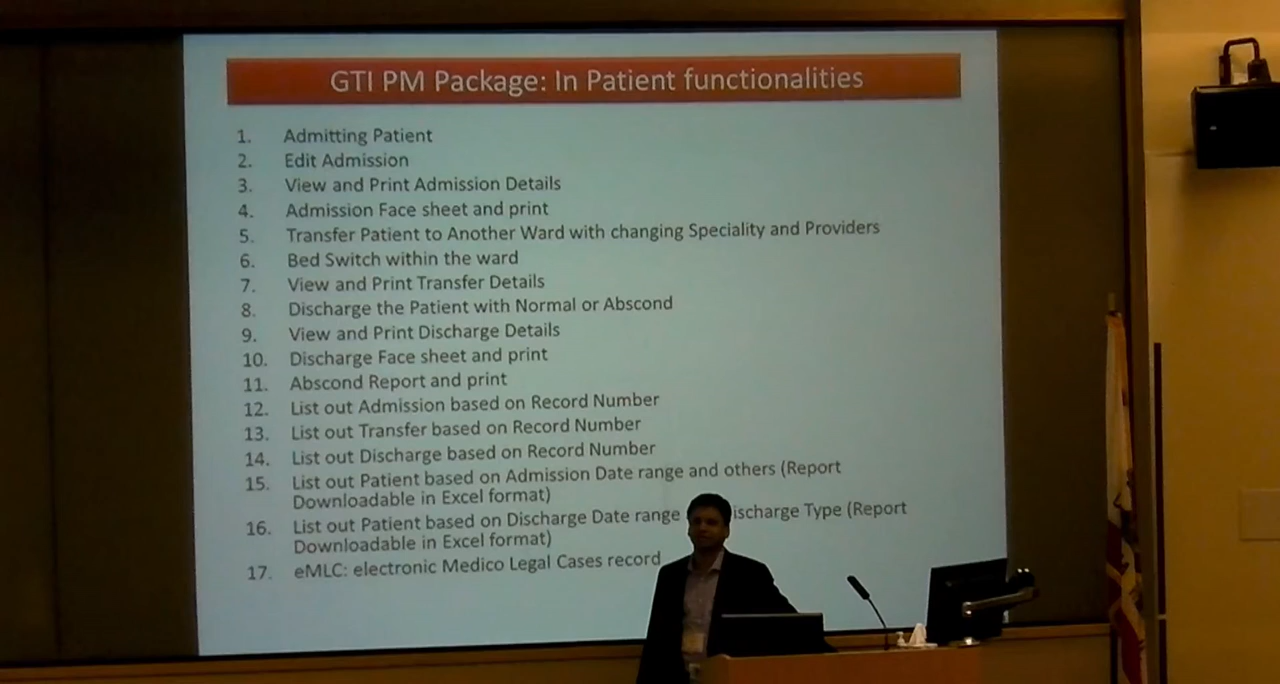 GTI PM Package: In Patient functionalities
1. Admitting Patient
2. Edit Admission
3. View and Print Admission Details
4. Admission Face sheet and print
5. Transfer Patient to Another Ward with changing Speciality and Providers
6. Bed Switch within the ward
7. View and Print Transfer Details
8. Discharge the Patient with Normal or Abscond
9. View and Print Discharge Details
10. Discharge Face sheet and print
11. Abscond Report and print
12. List out Admission based on Record Number
13. List out Transfer based on Record Number
14. List out Discharge based on Record Number
15. List out Patient based on Admission Date range and others (Report
Downloadable in Excel format)
16. List out Patient based on Discharge Date range ischarge Type (Report
Downloadable in Excel format)
17. eMLC: electronic Medico Legal Cases record